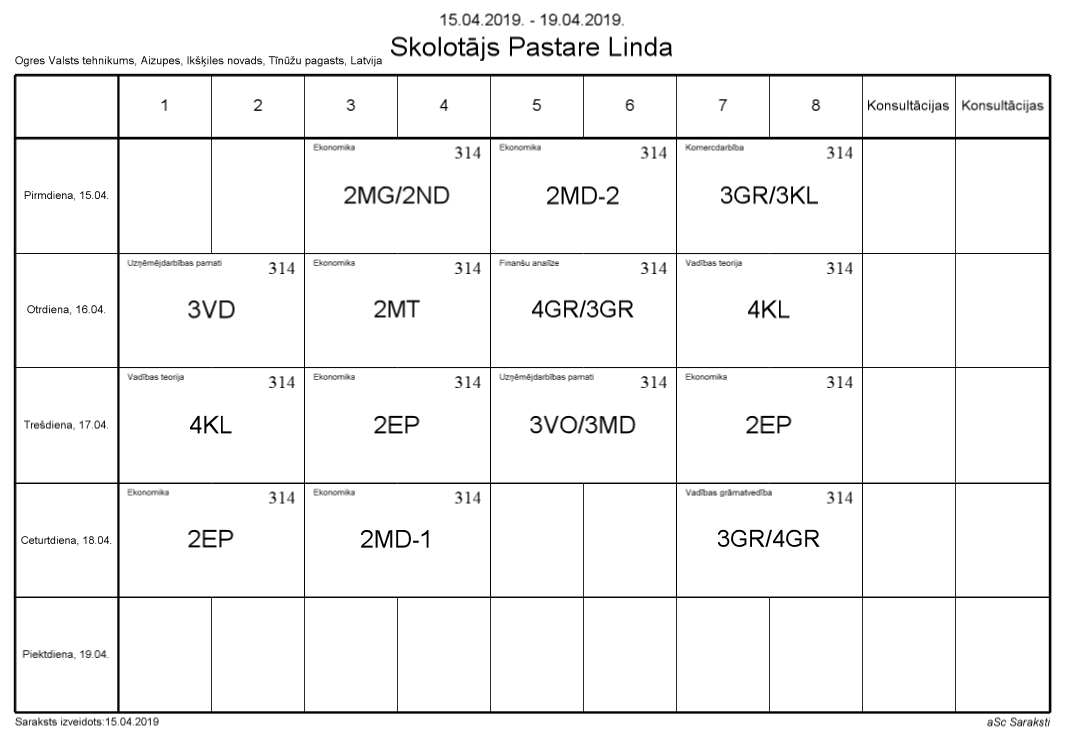 15.04.2019. - 19.04.2019.
Skolotājs Pastare Linda
Ogres Valsts tehnikums, Aizupes, Ikšķiles novads, Tīnūžu pagasts, Latvija
1 2 3 4 5 6 7 8 Konsultācijas Konsultācijas
Pirmdiena, 15.04.
Ekonomika 314
2MG/2ND
Ekonomika 314
2MD-2
Komercdarbība 314
3GR/3KL
Otrdiena, 16.04.
Uzņēmējdarbības pamati 314
3VD
Ekonomika 314
2MT
Finanšu analīze 314
4GR/3GR
Vadības teorija 314
4KL
Trešdiena, 17.04.
Vadības teorija 314
4KL
Ekonomika 314
2EP
Uzņēmējdarbības pamati 314
3VO/3MD
Ekonomika 314
2EP
Ceturtdiena, 18.04.
Ekonomika 314
2EP
Ekonomika 314
2MD-1
Vadības grāmatvedība 314
3GR/4GR
Piektdiena, 19.04.
Saraksts izveidots:15.04.2019
aSc Saraksti